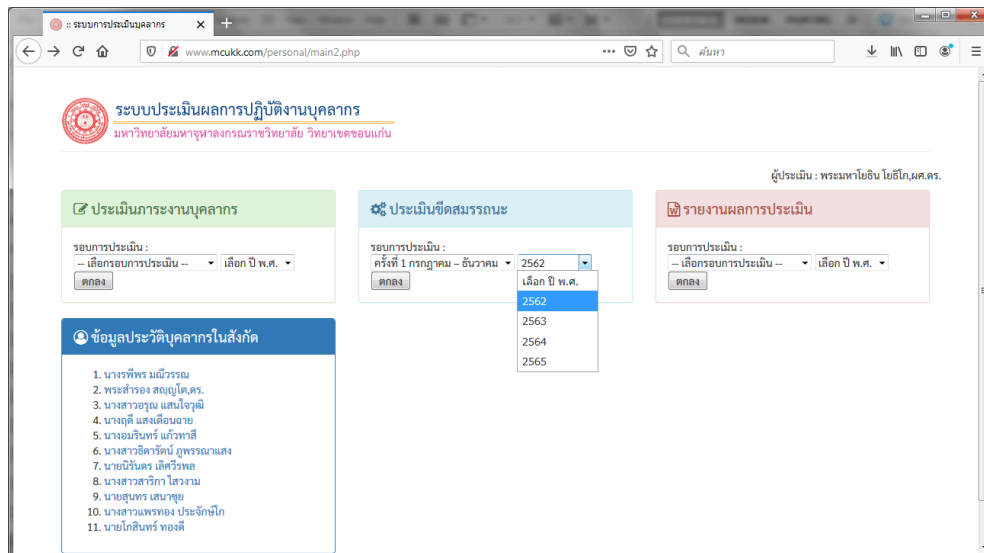 :: ระบบการประเมินบุคลากร
www.mcukk.com/personal/main2.php
ค้นหา
ระบบประเมินผลการปฏิบัติงานบุคลากร
มหาวิทยาลัยมหาจุฬาลงกรณราชวิทยาลัย วิทยาเขตขอนแก่น
ผู้ประเมิน : พระมหาโยธิน โยธิโก,ผศ.ดร.
ประเมินภาระงานบุคลากร
รอบการประเมิน :
-- เลือกรอบการประเมิน -- เลือก ปี พ.ศ.
ตกลง
ประเมินขีดสมรรถนะ
รอบการประเมิน :
ครั้งที่ 1 กรกฎาคม – ธันวาคม 2562
ตกลง
เลือก ปี พ.ศ.
2562
2563
2564
2565
รายงานผลการประเมิน
รอบการประเมิน :
-- เลือกรอบการประเมิน -- เลือก ปี พ.ศ.
ตกลง
ข้อมูลประวัติบุคลากรในสังกัด
1. นางรพีพร มณีวรรณ
2. พระสำรอง สญฺญโต,ดร.
3. นางสาวอรุณ แสนใจวุฒิ
4. นางฤดี แสงเดือนฉาย
5. นางอมรินทร์ แก้วทาสี
6. นางสาวธิดารัตน์ ภูพรรณาแสง
7. นายนิรันดร เลิศวีรพล
8. นางสาวสาริกา ไสวงาม
9. นายสุนทร เสนาซุย
10. นางสาวแพรทอง ประจักษ์โก
11. นายโกสินทร์ ทองดี